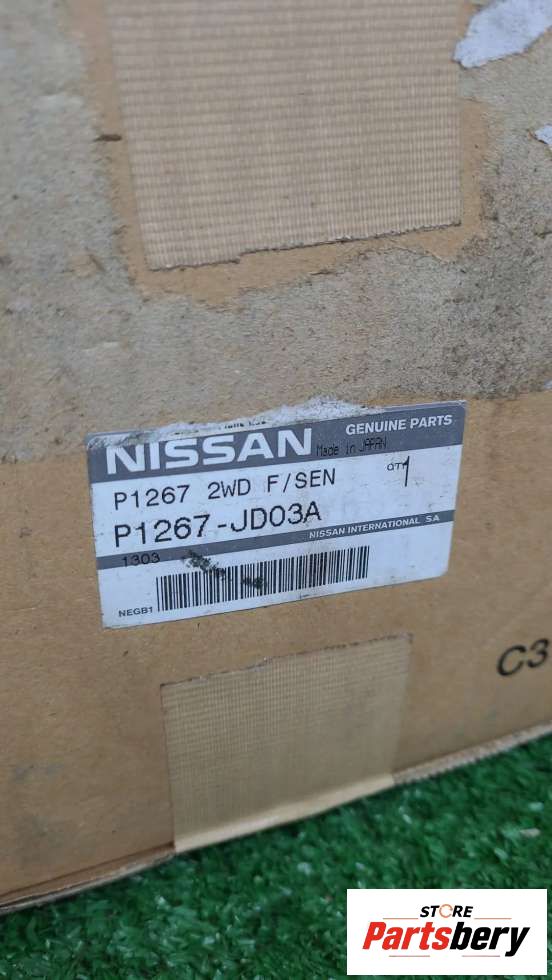 NISSAN
GENUINE PARTS
Made in JAPAN
P1267 2WD F/SEN
QTY
1
P1267-JD03A
NISSAN INTERNATIONAL SA
1303
NEGB1
C3
STORE
Partsbery